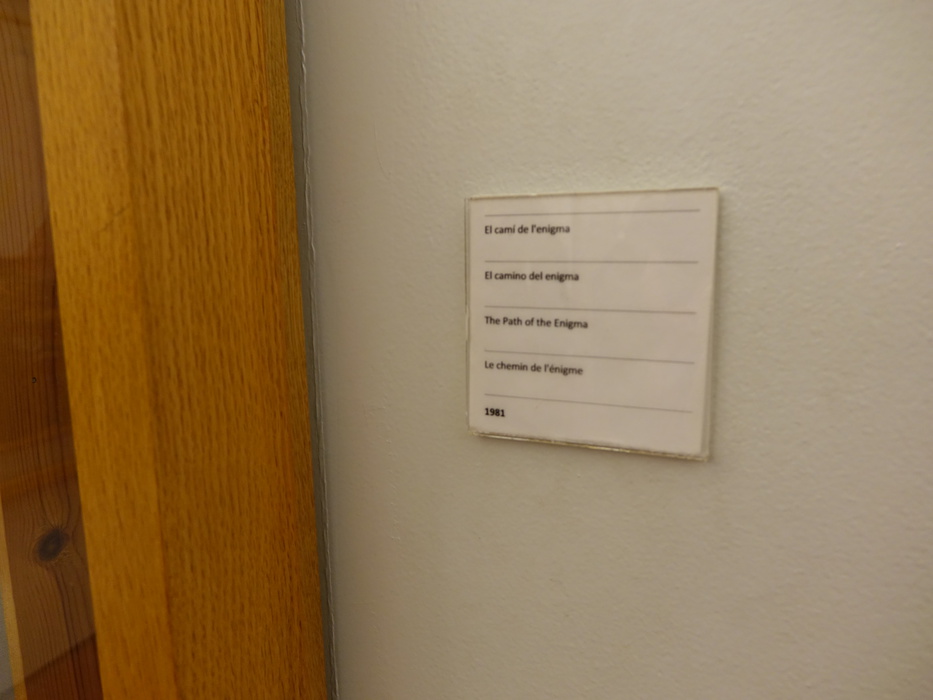 El camí de l'enigma
El camino del enigma
The Path of the Enigma
Le chemin de l'énigme
1981